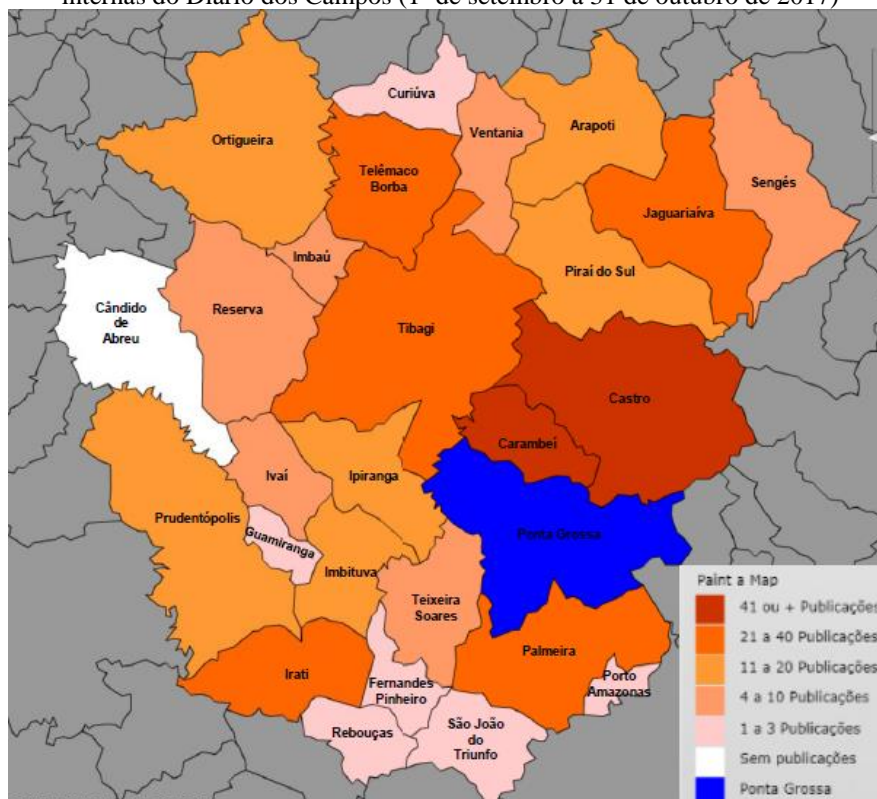 internas do Diário dos Campos (1º de setembro a 31 de outubro de 2017)
Curiúva
Ortigueira
Ventania
Arapoti
Telêmaco
Borba
Sengés
Jaguariaíva
Imbaú
Piraí do Sul
Cândido
de
Abreu
Reserva
Tibagi
Castro
Carambeí
Ivaí
Ipiranga
Prudentópolis
Guamiranga
Ponta Grossa
Imbituva
Teixeira
Soares
Palmeira
Irati
Porto
Amazonas
Fernandes
Pinheiro
Rebouças
São João
do
Triunfo
Paint a Map
41 ou + Publicações
21 a 40 Publicações
11 a 20 Publicações
4 a 10 Publicações
1 a 3 Publicações
Sem publicações
Ponta Grossa